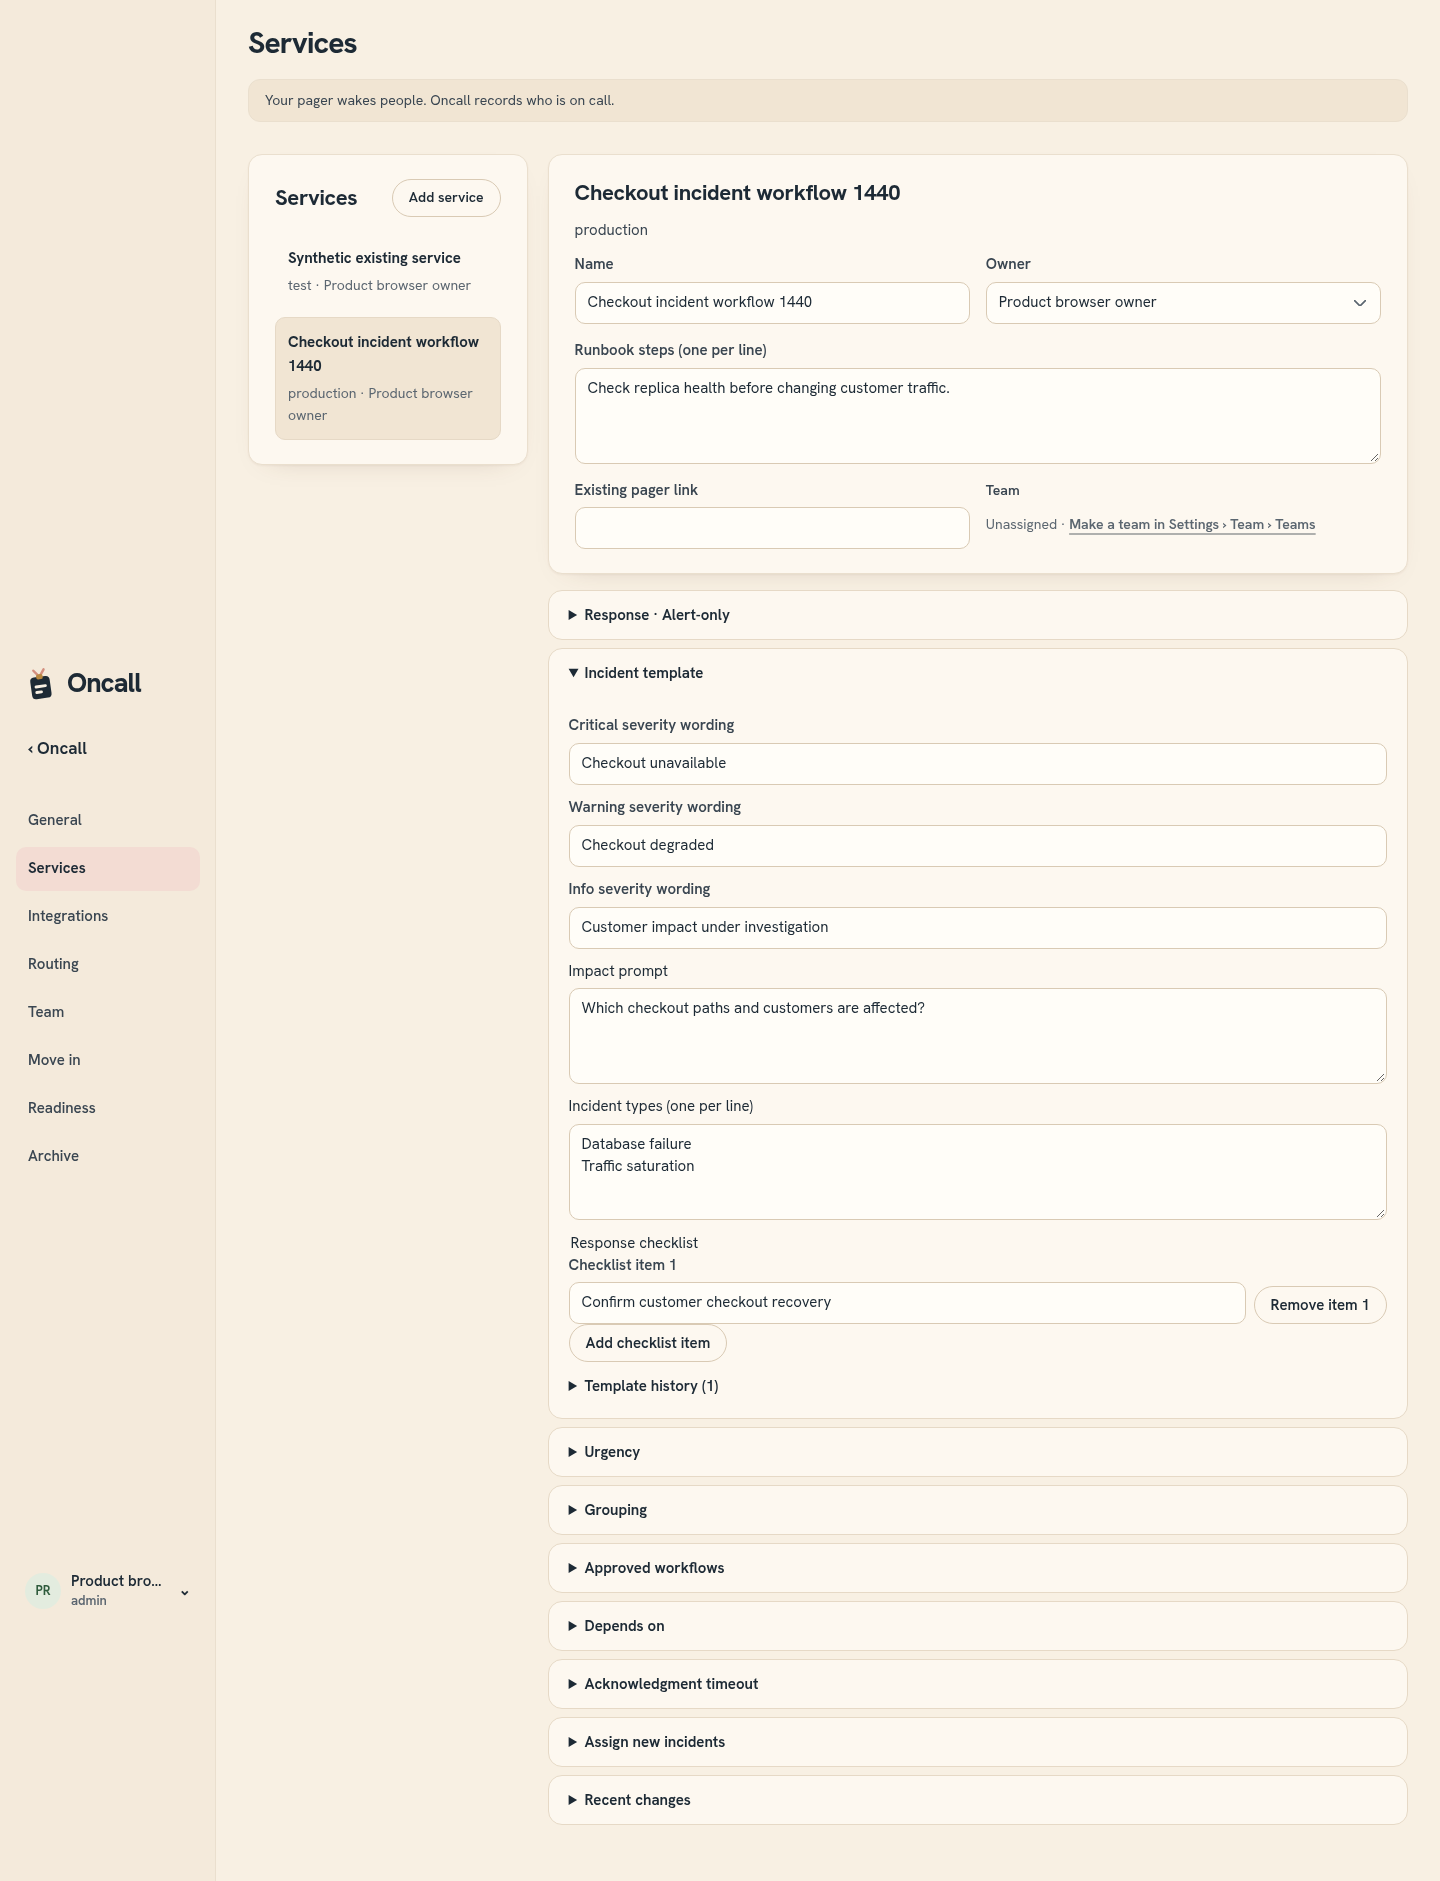 Oncall
‹ Oncall
General
Services
Integrations
Routing
Team
Move in
Readiness
Archive
PR
Product bro...
admin
Services
Your pager wakes people. Oncall records who is on call.
Services
Add service
Synthetic existing service
test · Product browser owner
Checkout incident workflow
1440
production · Product browser
owner
Checkout incident workflow 1440
production
Name
Owner
Checkout incident workflow 1440
Product browser owner
Runbook steps (one per line)
Check replica health before changing customer traffic.
Existing pager link
Team
Unassigned · Make a team in Settings › Team › Teams
Response · Alert-only
Incident template
Critical severity wording
Checkout unavailable
Warning severity wording
Checkout degraded
Info severity wording
Customer impact under investigation
Impact prompt
Which checkout paths and customers are affected?
Incident types (one per line)
Database failure
Traffic saturation
Response checklist
Checklist item 1
Confirm customer checkout recovery
Remove item 1
Add checklist item
Template history (1)
Urgency
Grouping
Approved workflows
Depends on
Acknowledgment timeout
Assign new incidents
Recent changes